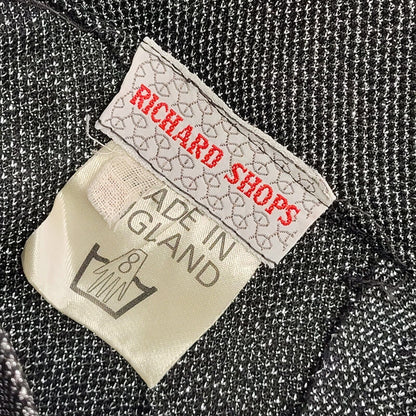 RICHARD SHOPS
MADE IN
ENGLAND
8